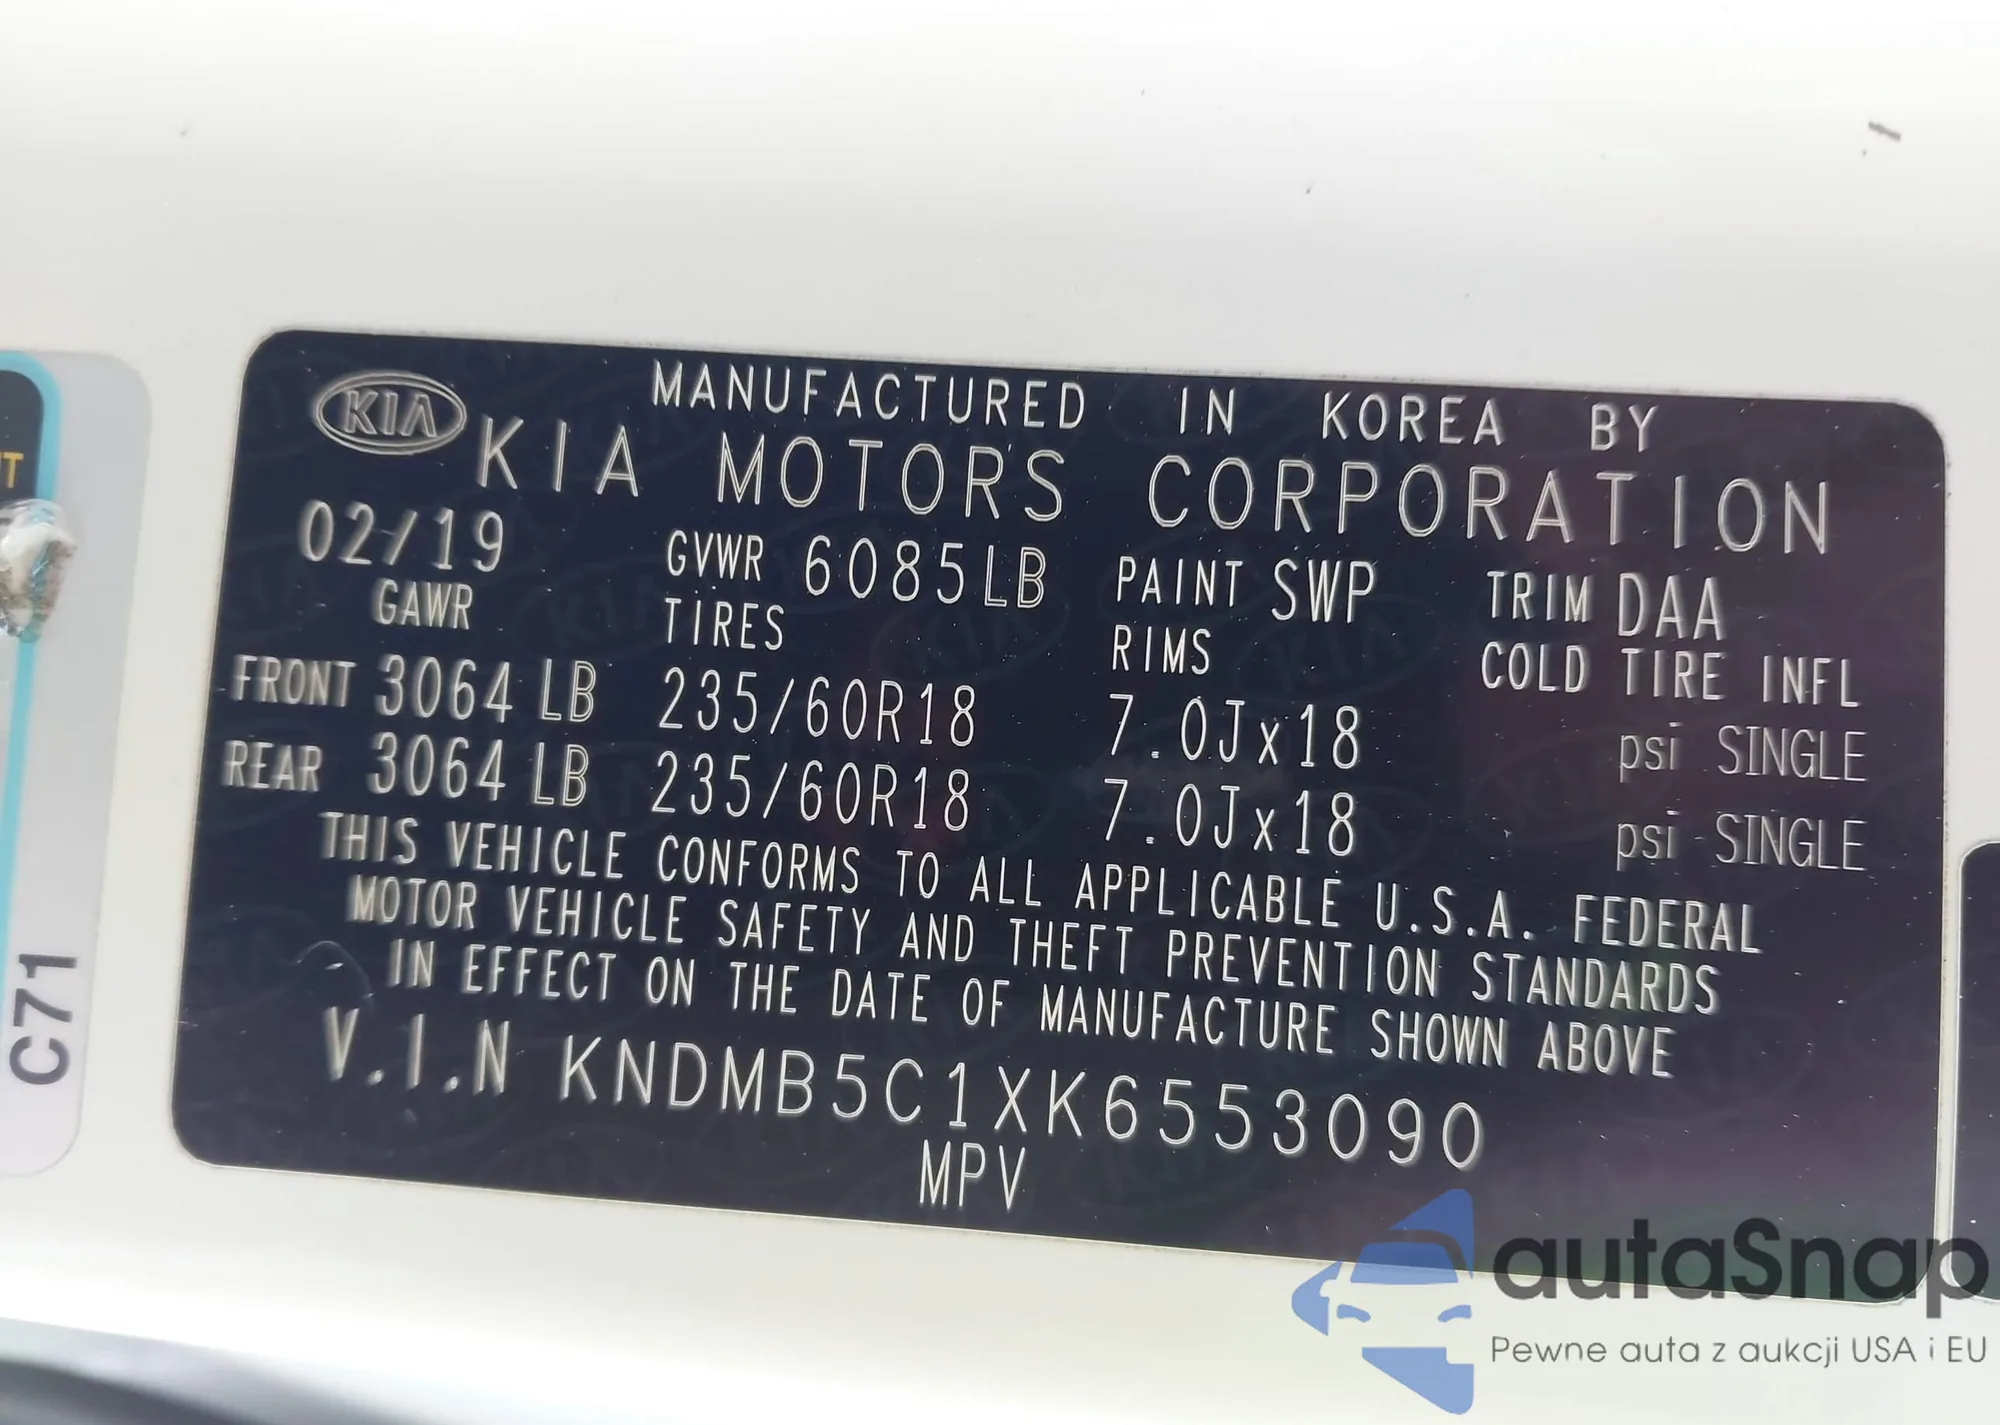 KIA
MANUFACTURED IN KOREA BY
KIA MOTORS CORPORATION
02/19 GVWR 6085LB PAINT SWP TRIM DAA
GAWR TIRES RIMS COLD TIRE INFL
FRONT 3064 LB 235/60R18 7.0Jx18 psi SINGLE
REAR 3064 LB 235/60R18 7.0Jx18 psi SINGLE
THIS VEHICLE CONFORMS TO ALL APPLICABLE U.S.A. FEDERAL
MOTOR VEHICLE SAFETY AND THEFT PREVENTION STANDARDS
IN EFFECT ON THE DATE OF MANUFACTURE SHOWN ABOVE
V.I.N KNDMB5C1XK6553090
MPV
C71
autaSnap
Pewne auta z aukcji USA i EU